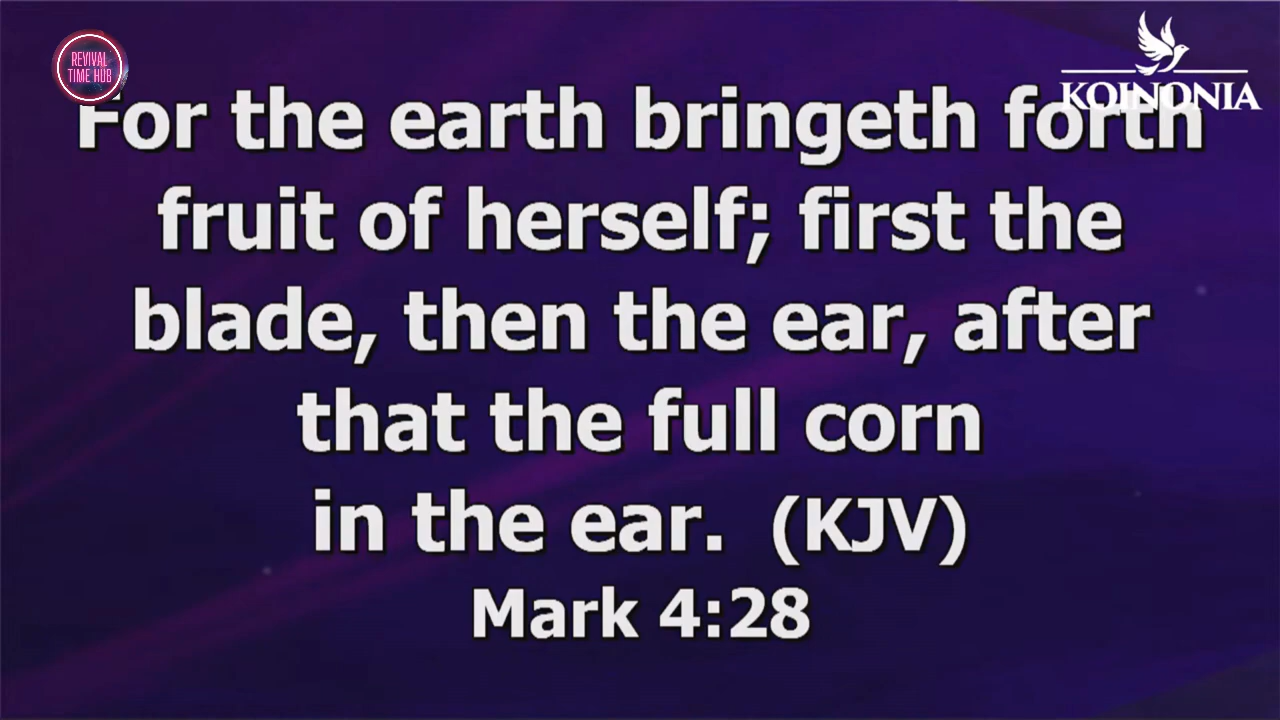 REVIVAL
TIME HUB
KOINONIA
For the earth bringeth forth
fruit of herself; first the
blade, then the ear, after
that the full corn
in the ear. (KJV)
Mark 4:28